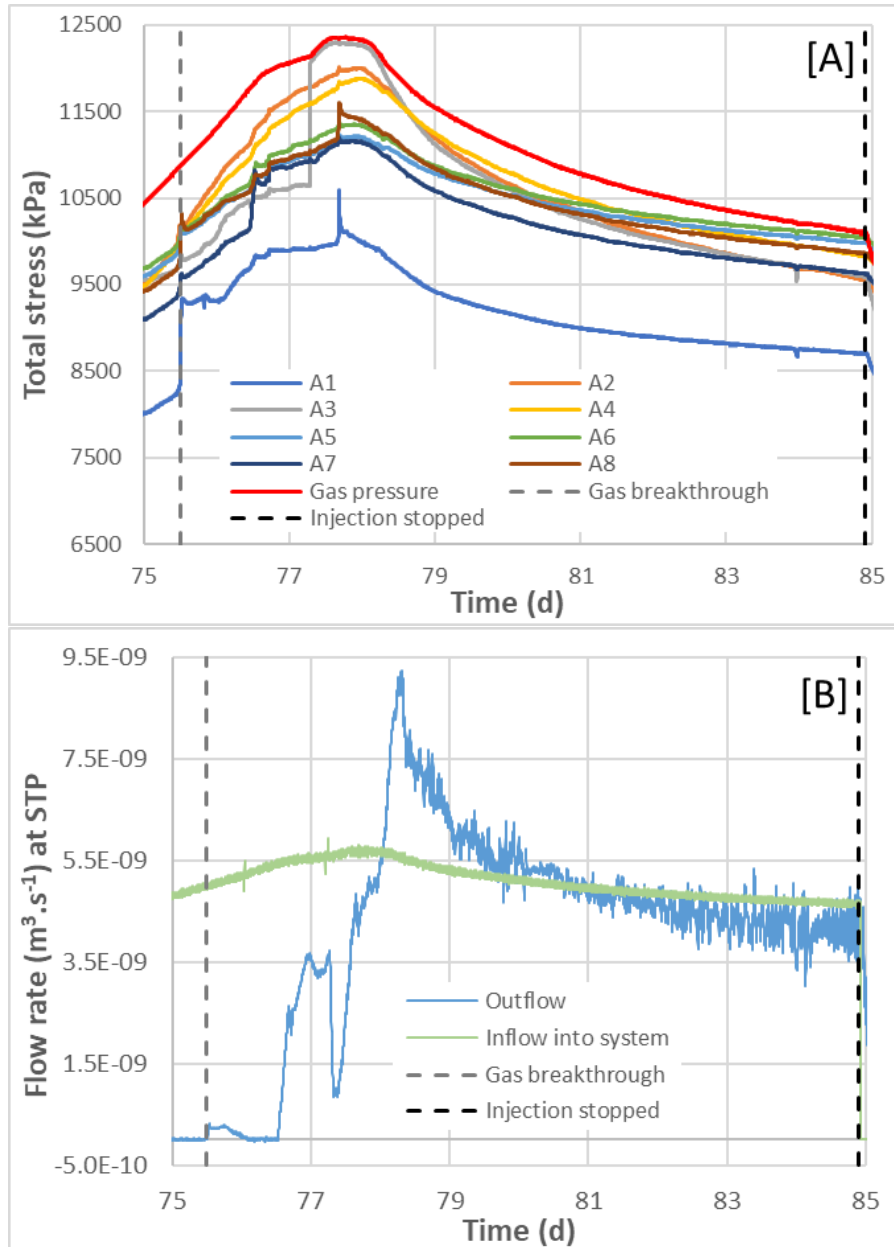 [A]
Total stress (kPa)
12500
11500
10500
9500
8500
7500
6500
A1 A2
A3 A4
A5 A6
A7 A8
Gas pressure Gas breakthrough
Injection stopped
75 77 79 81 83 85
Time (d)
[B]
Flow rate (m³.s⁻¹) at STP
9.5E-09
7.5E-09
5.5E-09
3.5E-09
1.5E-09
-5.0E-10
Outflow
Inflow into system
Gas breakthrough
Injection stopped
75 77 79 81 83 85
Time (d)